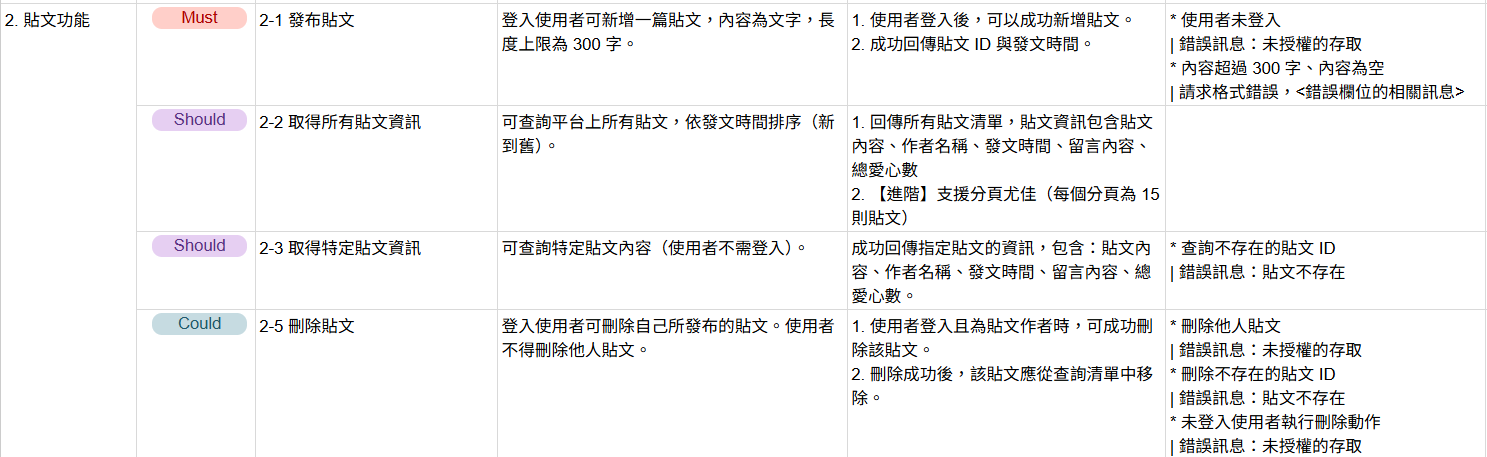 2. 貼文功能
Must
2-1 發布貼文
登入使用者可新增一篇貼文，內容為文字，長
度上限為 300 字。
1. 使用者登入後，可以成功新增貼文。
2. 成功回傳貼文 ID 與發文時間。
* 使用者未登入
| 錯誤訊息：未授權的存取
* 內容超過 300 字、內容為空
| 請求格式錯誤，<錯誤欄位的相關訊息>
Should
2-2 取得所有貼文資訊
可查詢平台上所有貼文，依發文時間排序（新
到舊）。
1. 回傳所有貼文清單，貼文資訊包含貼文
內容、作者名稱、發文時間、留言內容、
總愛心數
2. 【進階】支援分頁尤佳（每個分頁為 15
則貼文）
Should
2-3 取得特定貼文資訊
可查詢特定貼文內容（使用者不需登入）。
成功回傳指定貼文的資訊，包含：貼文內
容、作者名稱、發文時間、留言內容、總
愛心數。
* 查詢不存在的貼文 ID
| 錯誤訊息：貼文不存在
Could
2-5 刪除貼文
登入使用者可刪除自己所發布的貼文。使用者
不得刪除他人貼文。
1. 使用者登入且為貼文作者時，可成功刪
除該貼文。
2. 刪除成功後，該貼文應從查詢清單中移
除。
* 刪除他人貼文
| 錯誤訊息：未授權的存取
* 刪除不存在的貼文 ID
| 錯誤訊息：貼文不存在
* 未登入使用者執行刪除動作
| 錯誤訊息：未授權的存取